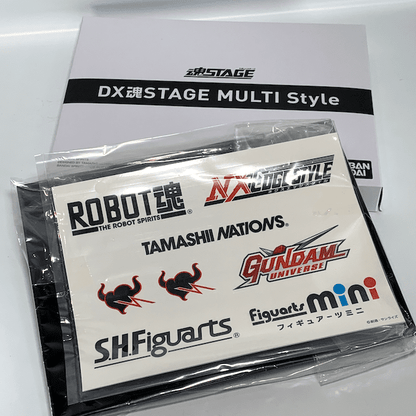 魂STAGE
DX魂STAGE MULTI Style
BAN
DAI
ROBOT魂®
THE ROBOT SPIRITS
NXEDGE STYLE
TAMASHII NATIONS®
GUNDAM
UNIVERSE
S.H.Figuarts®
Figuarts mini
フィギュアーツミニ